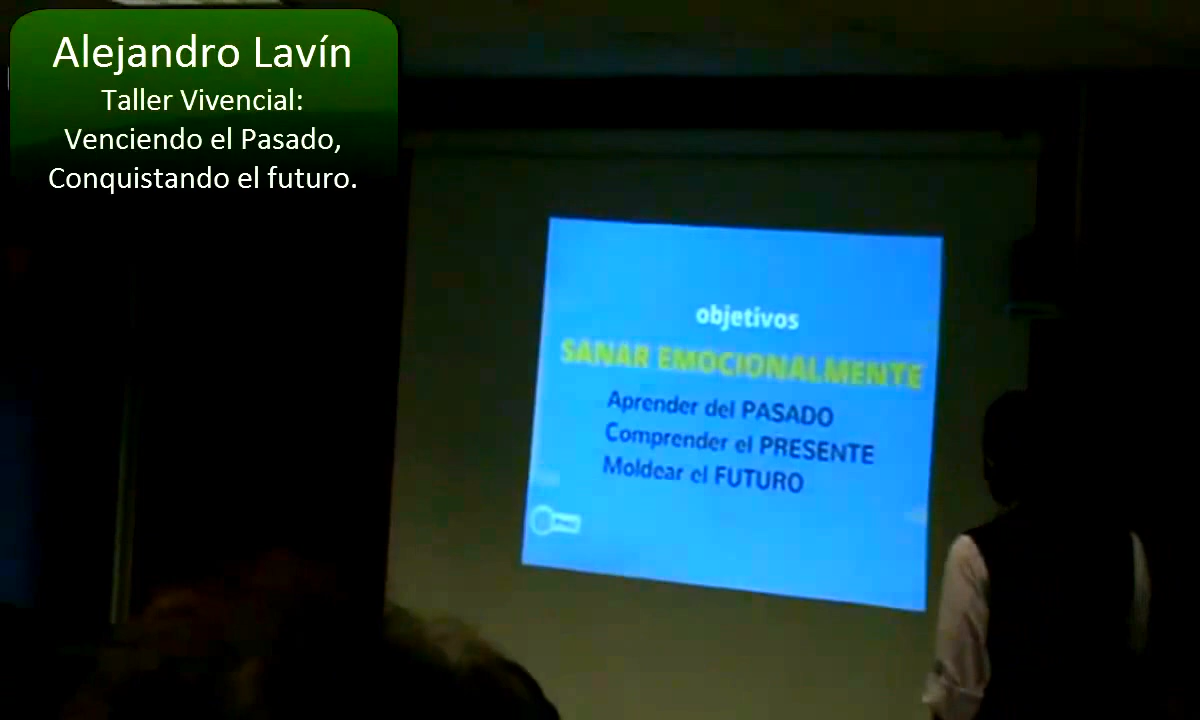 Alejandro Lavín
Taller Vivencial:
Venciendo el Pasado,
Conquistando el futuro.
objetivos
SANAR EMOCIONALMENTE
Aprender del PASADO
Comprender el PRESENTE
Moldear el FUTURO